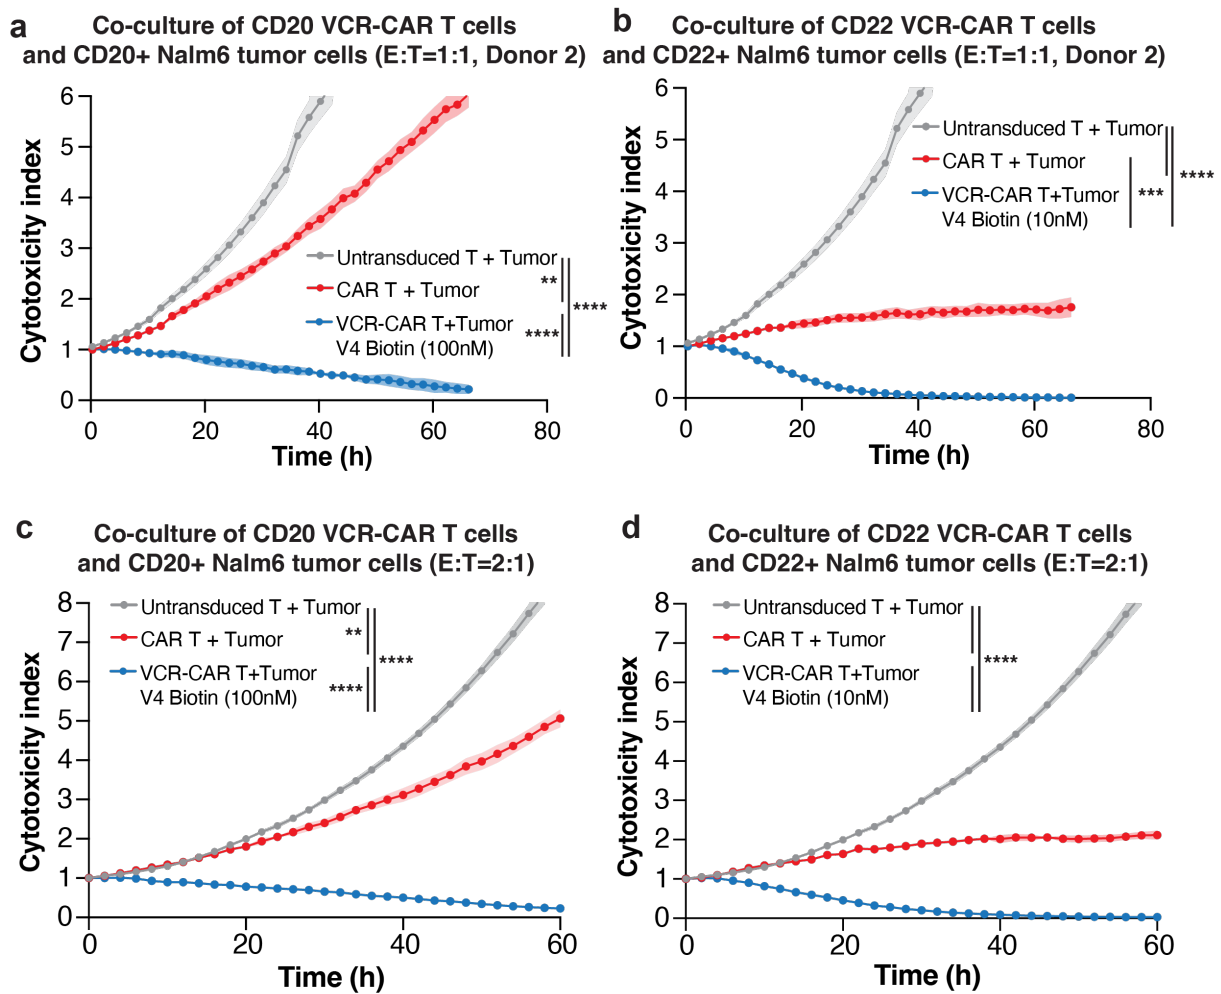 a
Co-culture of CD20 VCR-CAR T cells
and CD20+ Nalm6 tumor cells (E:T=1:1, Donor 2)
Cytotoxicity index
6
5
4
3
2
1
0
Untransduced T + Tumor
CAR T + Tumor
VCR-CAR T+Tumor
V4 Biotin (100nM)
**
****
****
0 20 40 60 80
Time (h)
b
Co-culture of CD22 VCR-CAR T cells
and CD22+ Nalm6 tumor cells (E:T=1:1, Donor 2)
Cytotoxicity index
6
5
4
3
2
1
0
Untransduced T + Tumor
CAR T + Tumor
VCR-CAR T+Tumor
V4 Biotin (10nM)
***
****
0 20 40 60 80
Time (h)
c
Co-culture of CD20 VCR-CAR T cells
and CD20+ Nalm6 tumor cells (E:T=2:1)
Cytotoxicity index
8
7
6
5
4
3
2
1
0
Untransduced T + Tumor
CAR T + Tumor
VCR-CAR T+Tumor
V4 Biotin (100nM)
**
****
****
0 20 40 60
Time (h)
d
Co-culture of CD22 VCR-CAR T cells
and CD22+ Nalm6 tumor cells (E:T=2:1)
Cytotoxicity index
8
7
6
5
4
3
2
1
0
Untransduced T + Tumor
CAR T + Tumor
VCR-CAR T+Tumor
V4 Biotin (10nM)
****
0 20 40 60
Time (h)